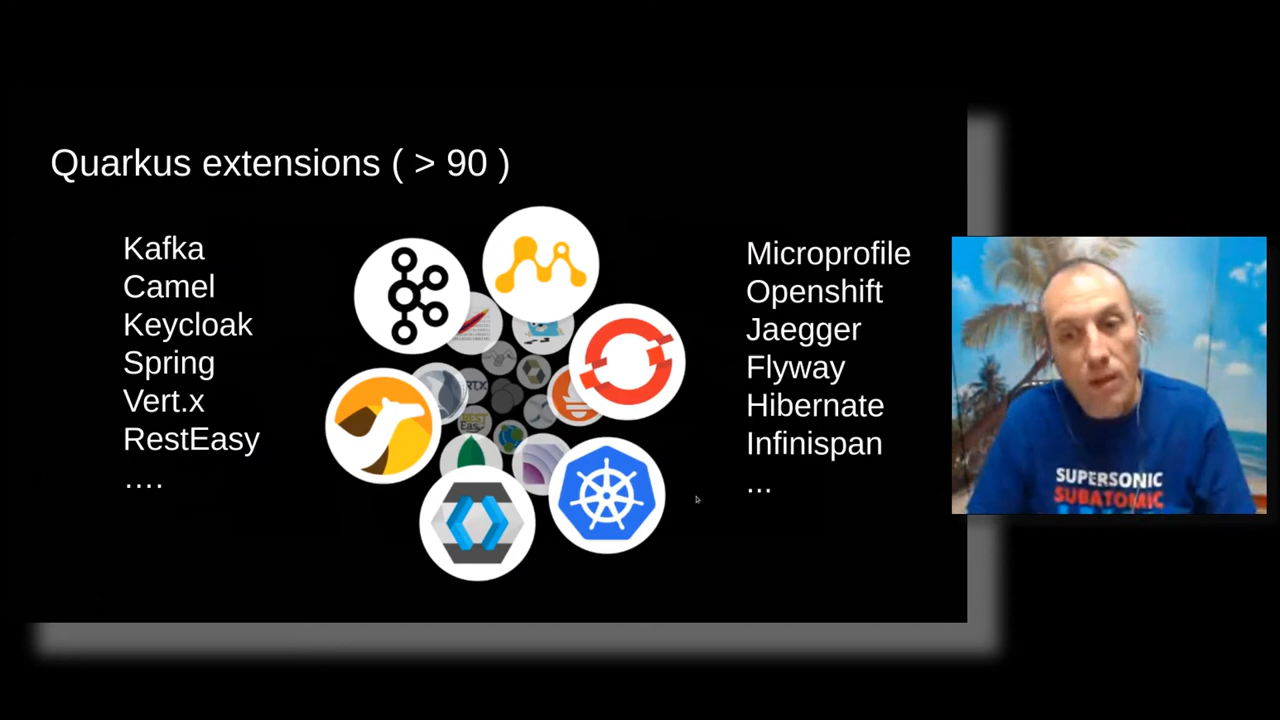 Quarkus extensions ( > 90 )
Kafka
Camel
Keycloak
Spring
Vert.x
RestEasy
….
Microprofile
Openshift
Jaegger
Flyway
Hibernate
Infinispan
...
SUPERSONIC
SUBATOMIC